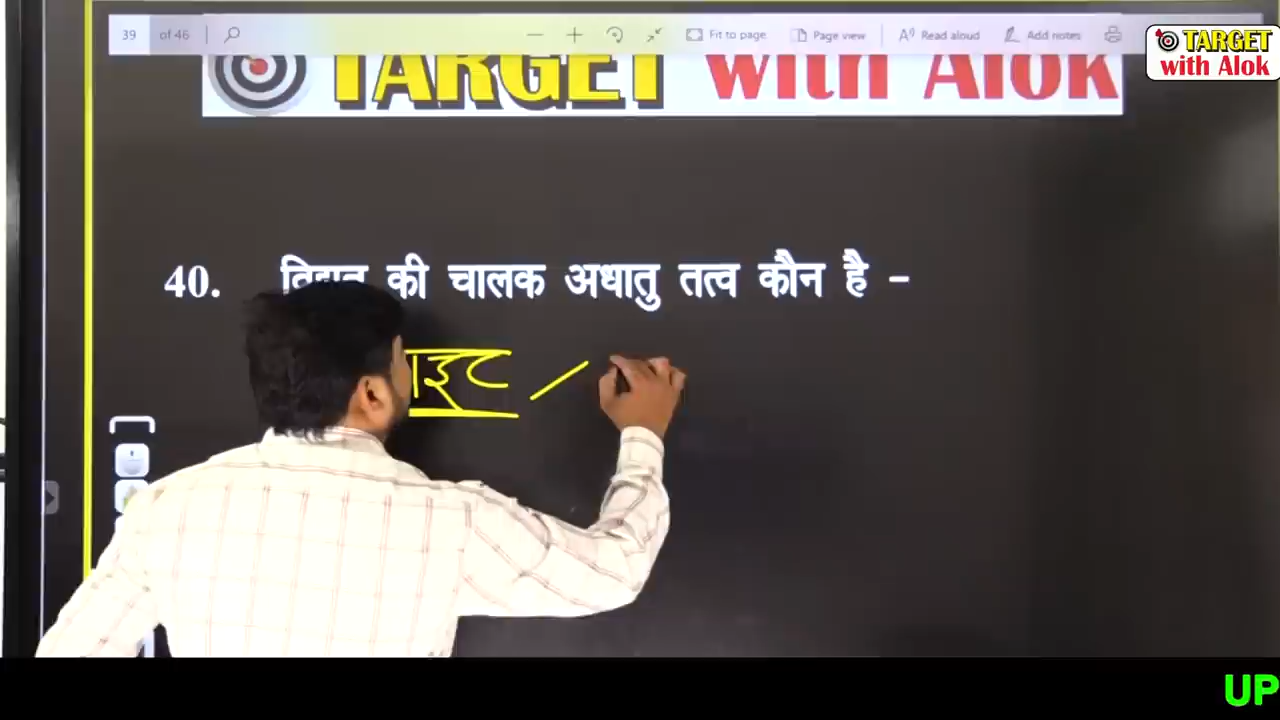 39 of 46 Fit to page Page view Read aloud Add notes
TARGET with Alok
TARGET
with Alok
40. की चालक अधातु तत्व कौन है –
UP